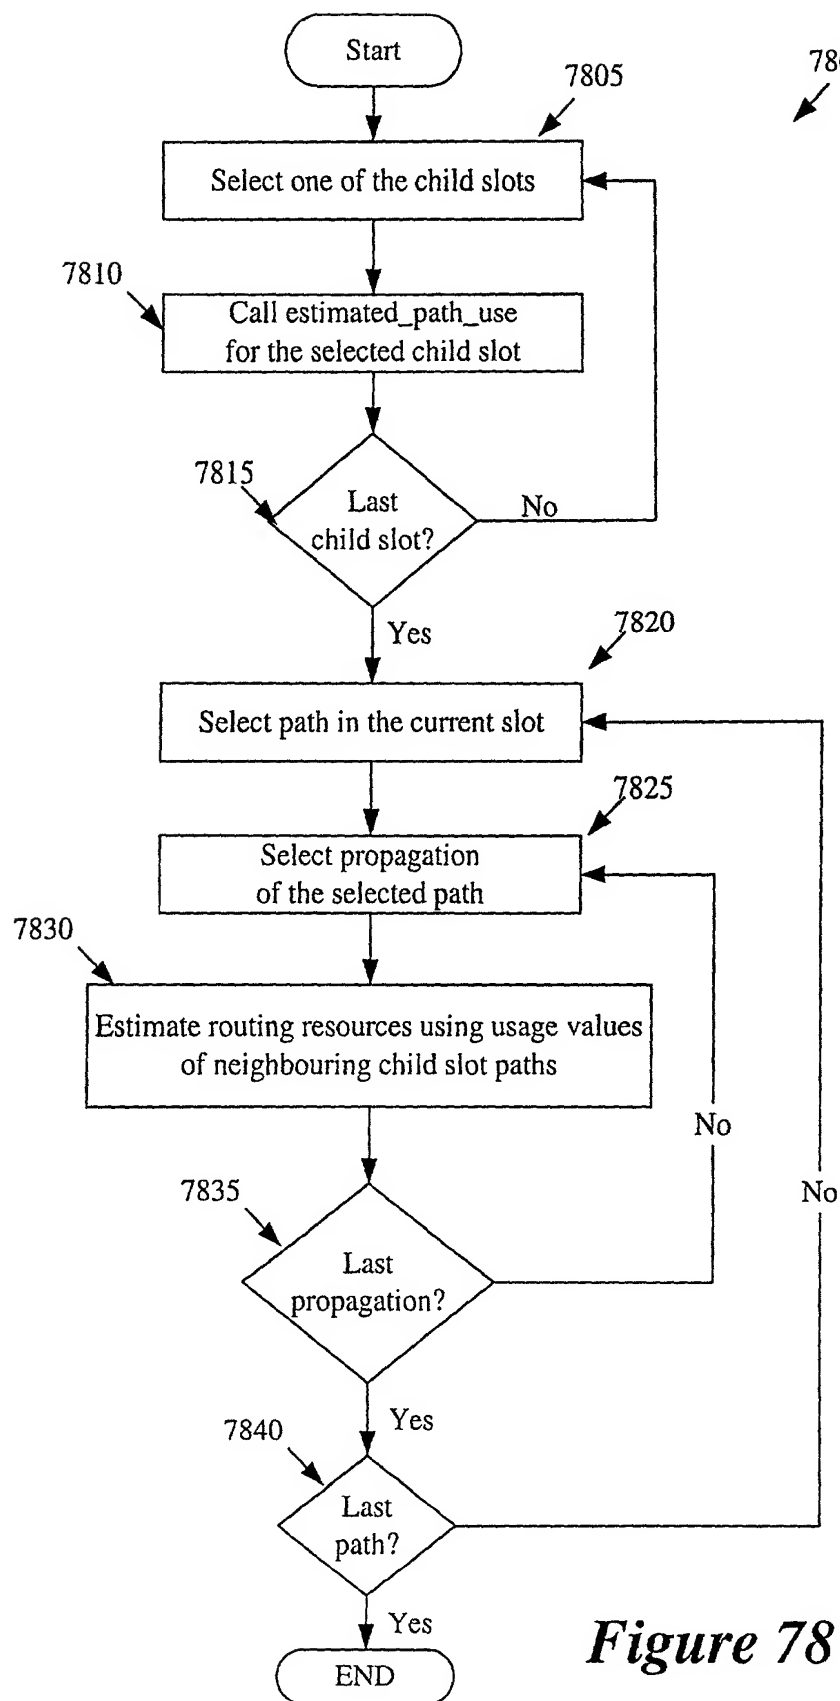 Start
7805
Select one of the child slots
7810
Call estimated_path_use
for the selected child slot
7815
Last
child slot?
No
Yes
7820
Select path in the current slot
7825
Select propagation
of the selected path
7830
Estimate routing resources using usage values
of neighbouring child slot paths
No
7835
No
Last
propagation?
Yes
7840
Last
path?
Yes
END
Figure 78